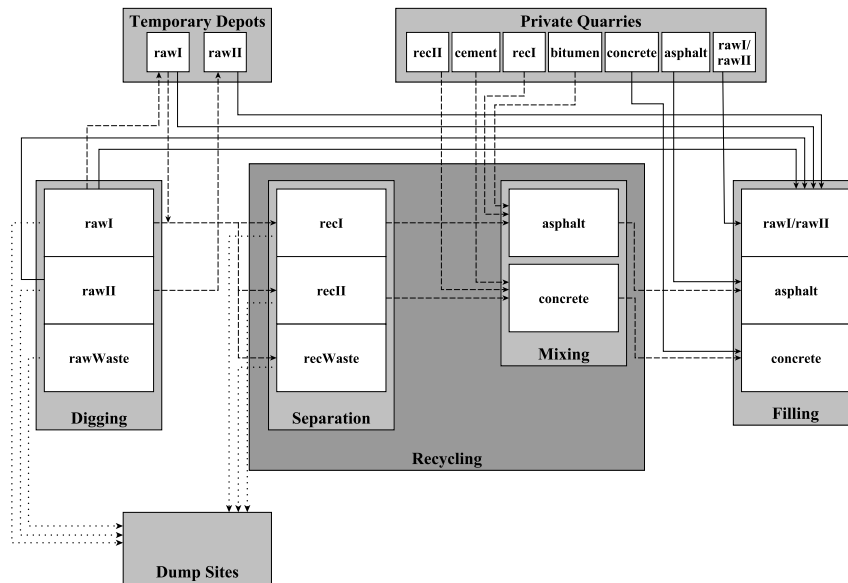 Temporary Depots
Private Quarries
rawI
rawII
recII
cement
recI
bitumen
concrete
asphalt
rawI/
rawII
rawI
recI
asphalt
rawI/rawII
rawII
recII
concrete
asphalt
rawWaste
recWaste
Mixing
concrete
Digging
Separation
Filling
Recycling
Dump Sites